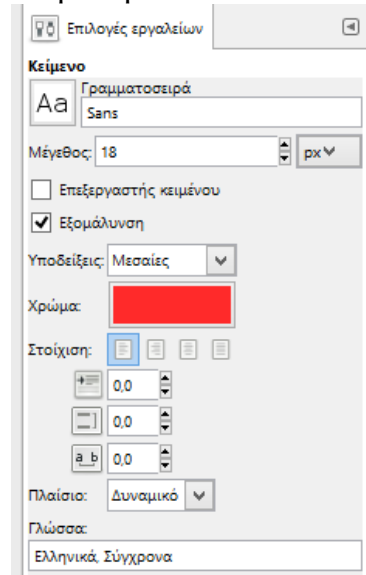 Επιλογές εργαλείων
Κείμενο
Aa
Γραμματοσειρά
Sans
Μέγεθος: 18 px
Επεξεργαστής κειμένου
Εξομάλυνση
Υποδείξεις: Μεσαίες
Χρώμα:
Στοίχιση:
0,0
0,0
a_b 0,0
Πλαίσιο: Δυναμικό
Γλώσσα:
Ελληνικά, Σύγχρονα